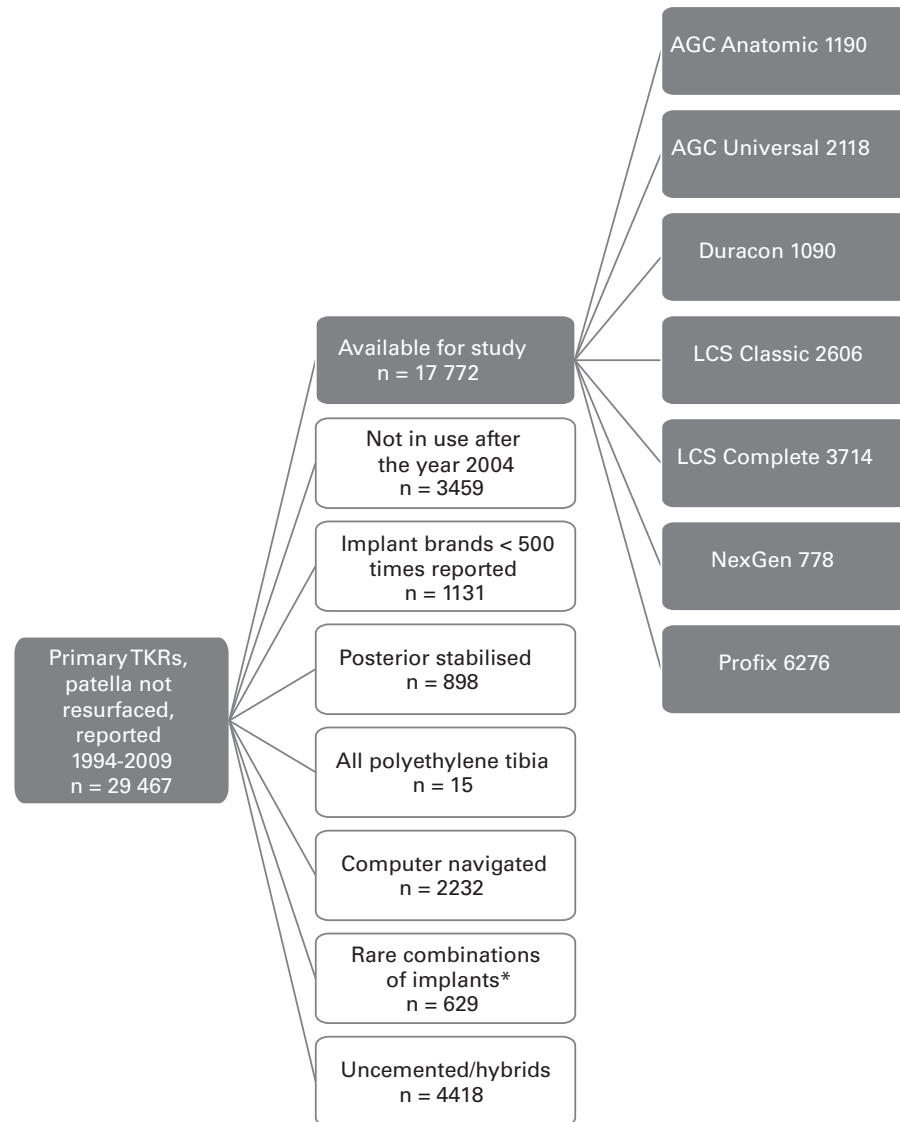 Primary TKRs,
patella not
resurfaced,
reported
1994-2009
n = 29 467
Available for study
n = 17 772
Not in use after
the year 2004
n = 3459
Implant brands < 500
times reported
n = 1131
Posterior stabilised
n = 898
All polyethylene tibia
n = 15
Computer navigated
n = 2232
Rare combinations
of implants*
n = 629
Uncemented/hybrids
n = 4418
AGC Anatomic 1190
AGC Universal 2118
Duracon 1090
LCS Classic 2606
LCS Complete 3714
NexGen 778
Profix 6276